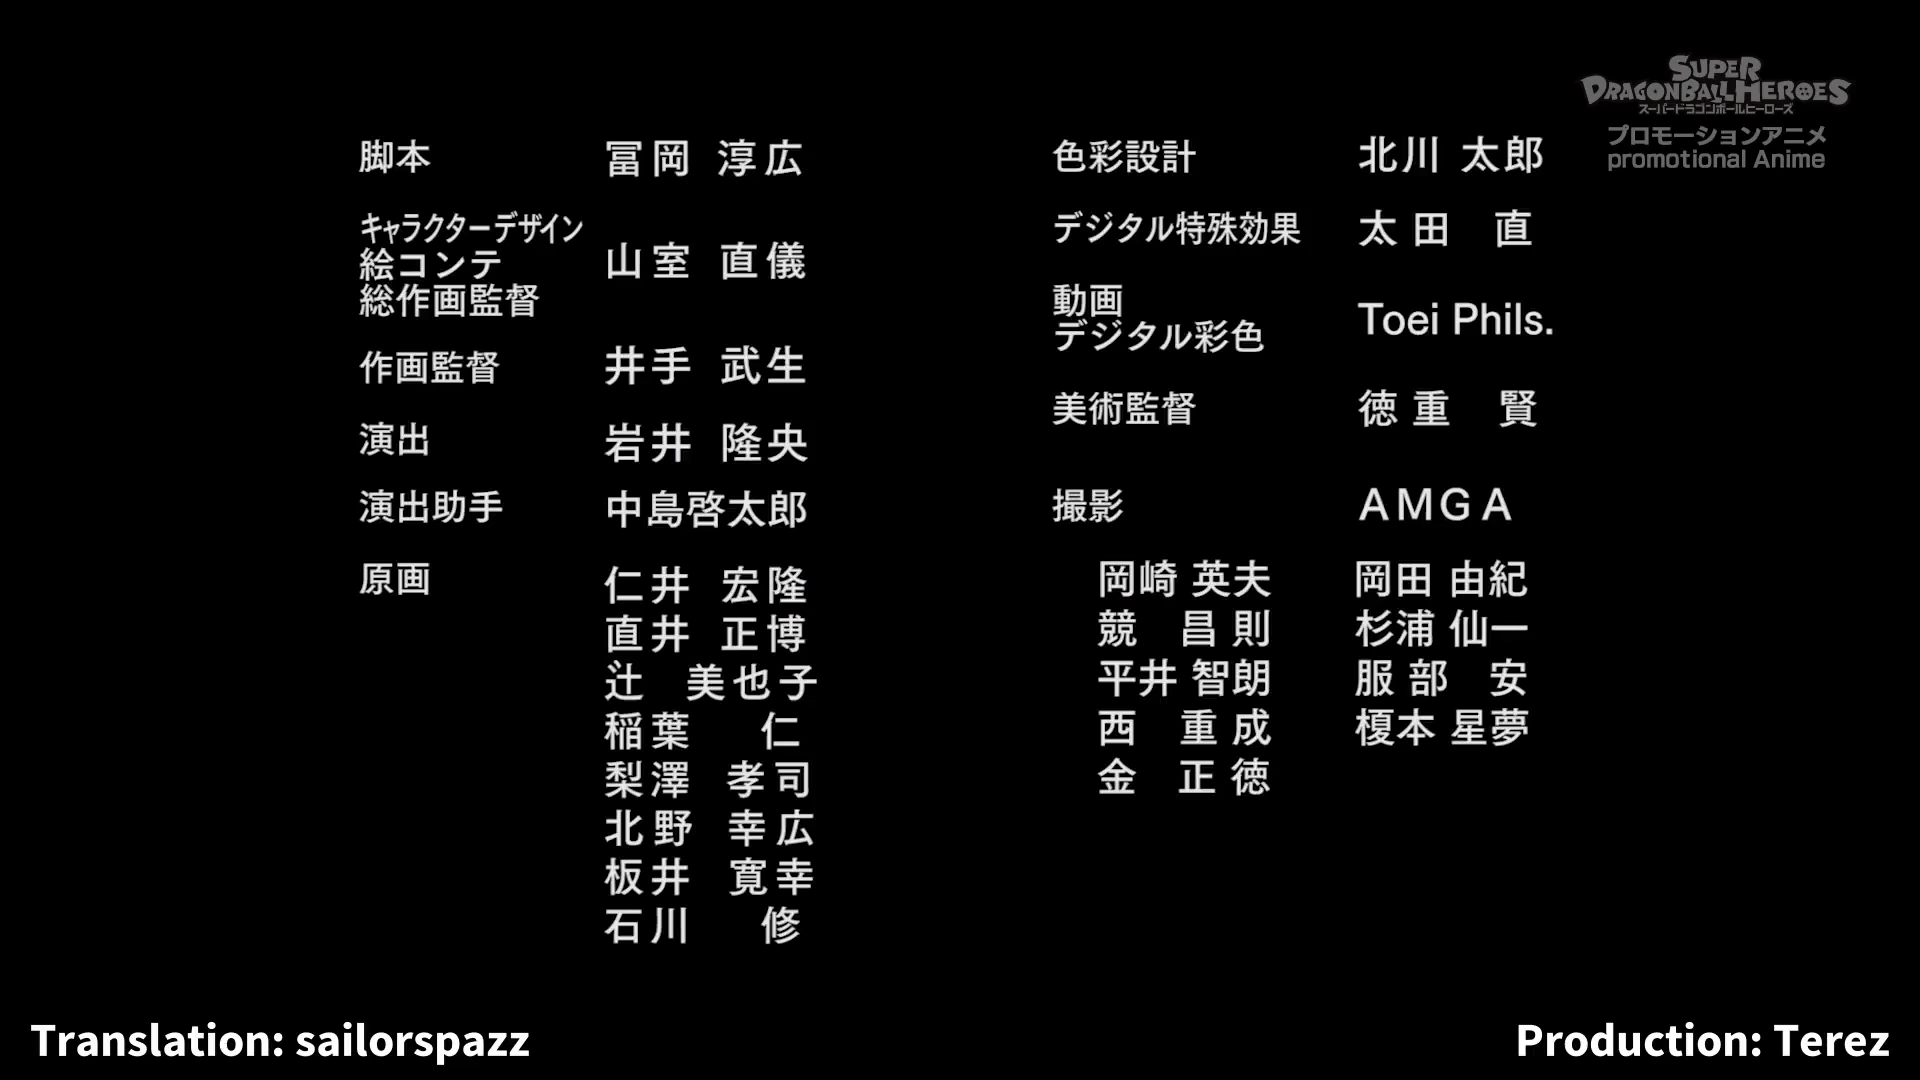 SUPER
DRAGONBALL HEROES
スーパードラゴンボールヒーローズ
プロモーションアニメ
promotional Anime
脚本 冨岡 淳広
キャラクターデザイン
絵コンテ 山室 直儀
総作画監督
作画監督 井手 武生
演出 岩井 隆央
演出助手 中島啓太郎
原画 仁井 宏隆
直井 正博
辻 美也子
稲葉 仁
梨澤 孝司
北野 幸広
板井 寛幸
石川 修
色彩設計 北川 太郎
デジタル特殊効果 太田 直
動画
デジタル彩色 Toei Phils.
美術監督 徳重 賢
撮影 AMGA
岡崎 英夫 岡田 由紀
競 昌則 杉浦 仙一
平井 智朗 服部 安
西 重成 榎本 星夢
金 正徳
Translation: sailorspazz
Production: Terez